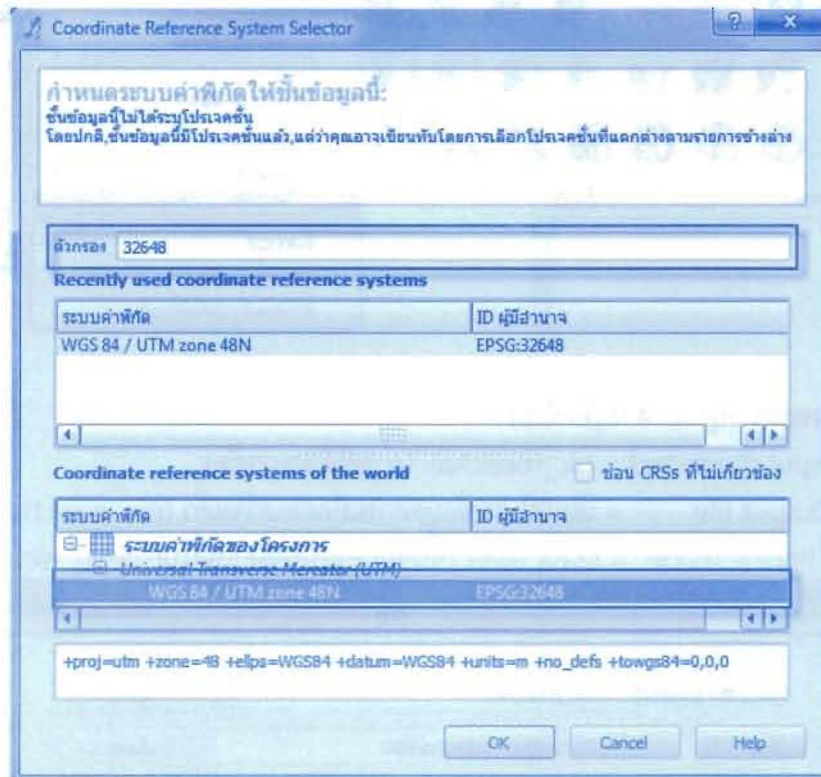 Coordinate Reference System Selector
กำหนดระบบค่าพิกัดให้ชั้นข้อมูลนี้:
ชั้นข้อมูลนี้ไม่ได้ระบุโปรเจคชั่น
โดยปกติ,ชั้นข้อมูลนี้มีโปรเจคชั่นแล้ว,แต่ว่าคุณอาจเขียนทับโดยการเลือกโปรเจคชั่นที่แตกต่างตามรายการข้างล่าง
ตัวกรอง 32648
Recently used coordinate reference systems
ระบบค่าพิกัด ID ผู้มีอำนาจ
WGS 84 / UTM zone 48N EPSG:32648
Coordinate reference systems of the world ซ่อน CRSs ที่ไม่เกี่ยวข้อง
ระบบค่าพิกัด ID ผู้มีอำนาจ
ระบบค่าพิกัดของโครงการ
Universal Transverse Mercator (UTM)
WGS 84 / UTM zone 48N EPSG:32648
+proj=utm +zone=48 +ellps=WGS84 +datum=WGS84 +units=m +no_defs +towgs84=0,0,0
OK Cancel Help